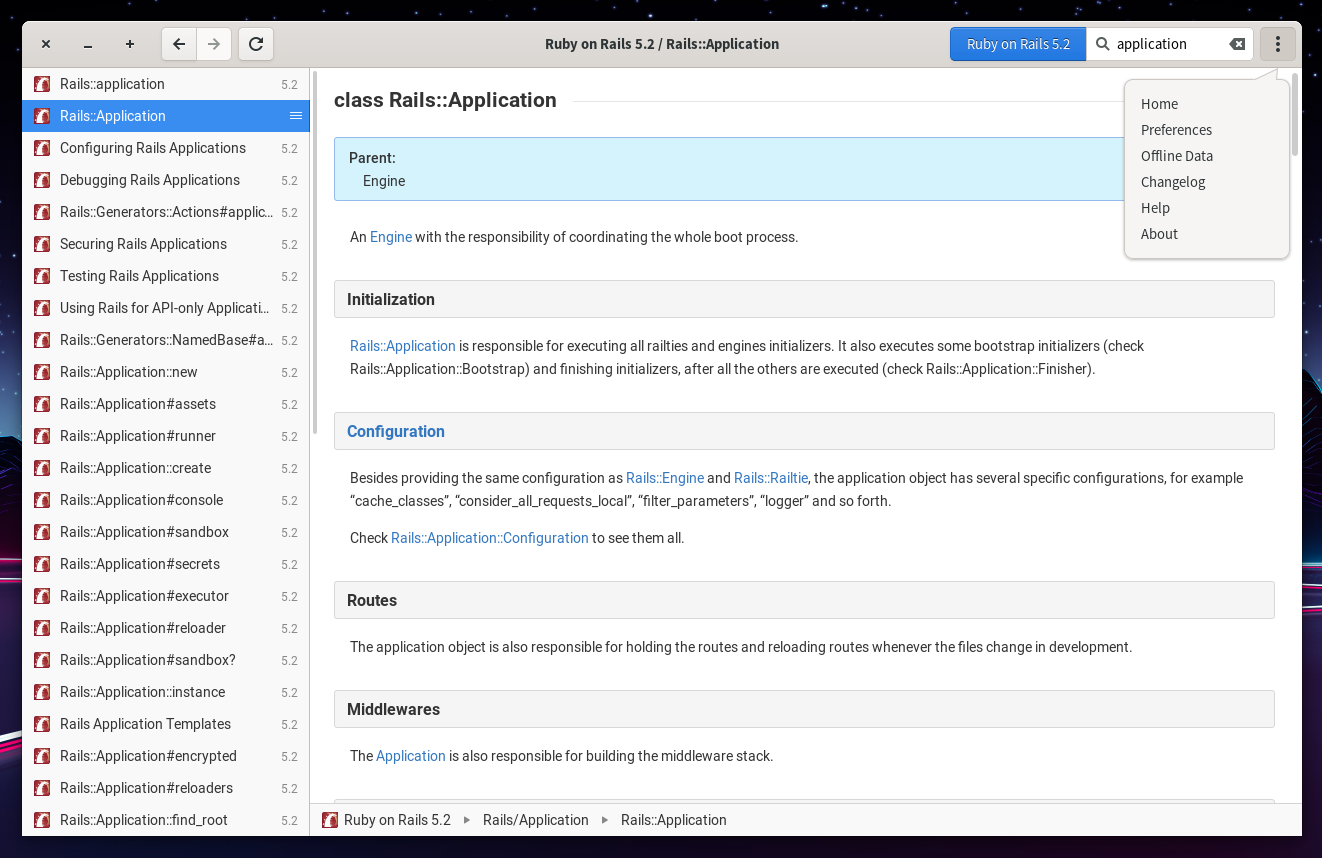 Ruby on Rails 5.2 / Rails::Application
Ruby on Rails 5.2
application
Rails::application 5.2
Rails::Application
Configuring Rails Applications 5.2
Debugging Rails Applications 5.2
Rails::Generators::Actions#applic... 5.2
Securing Rails Applications 5.2
Testing Rails Applications 5.2
Using Rails for API-only Applicati... 5.2
Rails::Generators::NamedBase#a... 5.2
Rails::Application::new 5.2
Rails::Application#assets 5.2
Rails::Application#runner 5.2
Rails::Application::create 5.2
Rails::Application#console 5.2
Rails::Application#sandbox 5.2
Rails::Application#secrets 5.2
Rails::Application#executor 5.2
Rails::Application#reloader 5.2
Rails::Application#sandbox? 5.2
Rails::Application::instance 5.2
Rails Application Templates 5.2
Rails::Application#encrypted 5.2
Rails::Application#reloaders 5.2
Rails::Application::find_root 5.2
class Rails::Application
Parent:
Engine
An Engine with the responsibility of coordinating the whole boot process.
Initialization
Rails::Application is responsible for executing all railties and engines initializers. It also executes some bootstrap initializers (check
Rails::Application::Bootstrap) and finishing initializers, after all the others are executed (check Rails::Application::Finisher).
Configuration
Besides providing the same configuration as Rails::Engine and Rails::Railtie, the application object has several specific configurations, for example
“cache_classes”, “consider_all_requests_local”, “filter_parameters”, “logger” and so forth.
Check Rails::Application::Configuration to see them all.
Routes
The application object is also responsible for holding the routes and reloading routes whenever the files change in development.
Middlewares
The Application is also responsible for building the middleware stack.
Ruby on Rails 5.2
Rails/Application
Rails::Application
Home
Preferences
Offline Data
Changelog
Help
About